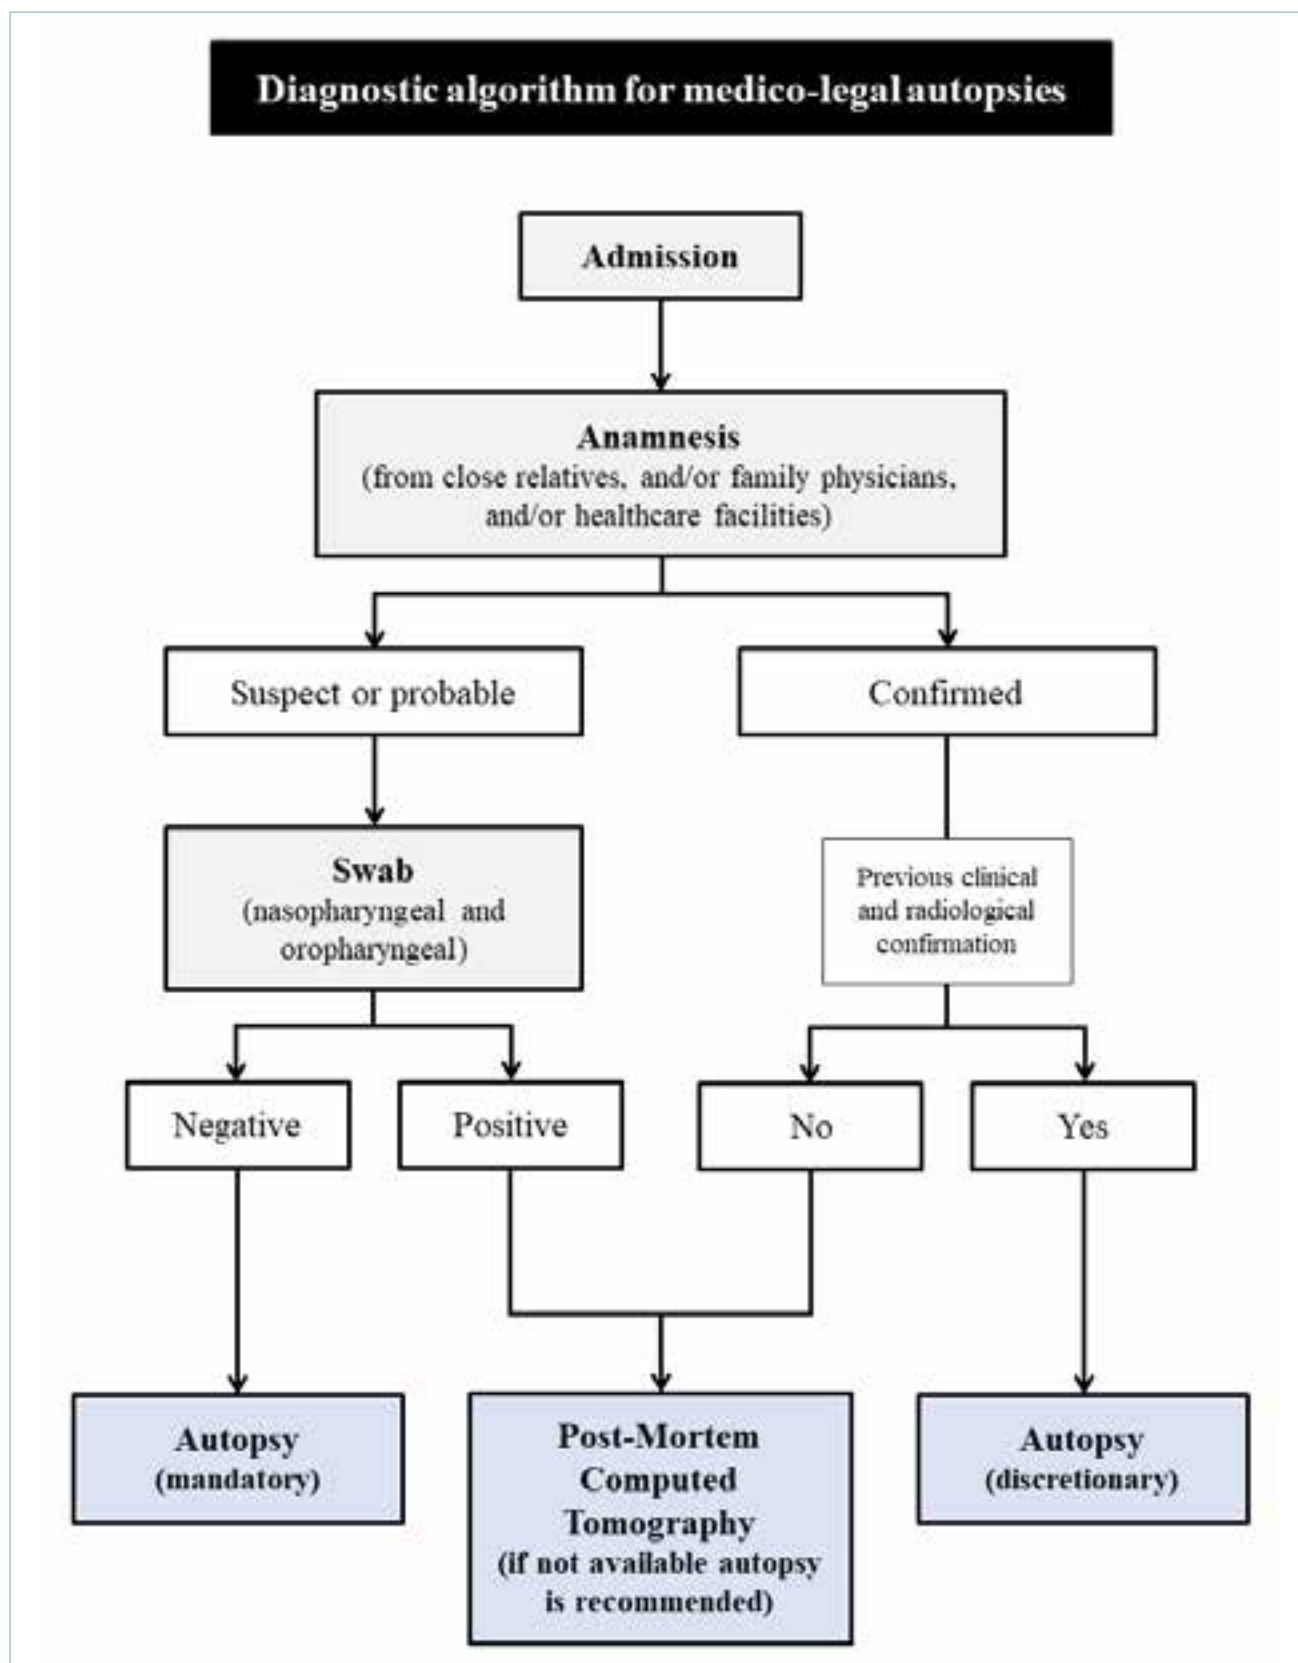 Diagnostic algorithm for medico-legal autopsies
Admission
Anamnesis
(from close relatives, and/or family physicians,
and/or healthcare facilities)
Suspect or probable
Confirmed
Swab
(nasopharyngeal and
oropharyngeal)
Previous clinical
and radiological
confirmation
Negative
Positive
No
Yes
Autopsy
(mandatory)
Post-Mortem
Computed
Tomography
(if not available autopsy
is recommended)
Autopsy
(discretionary)